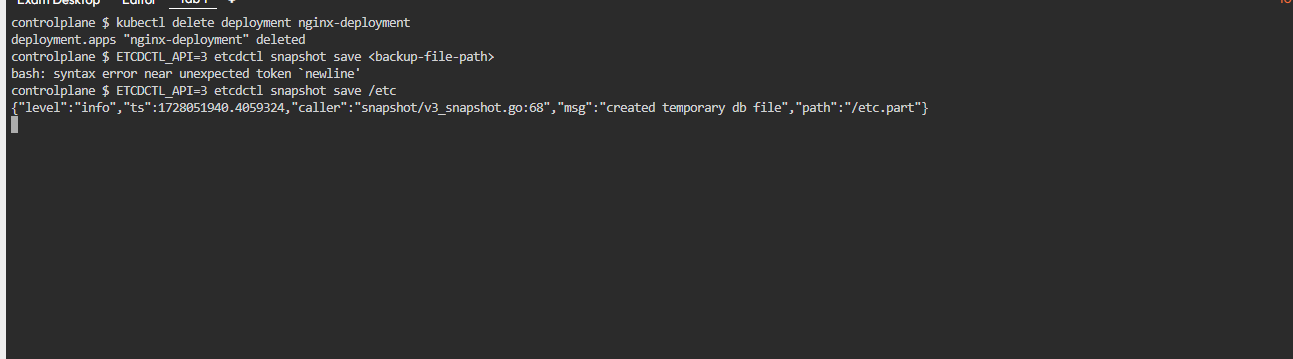 Exam Desktop Editor Tab 1 +
controlplane $ kubectl delete deployment nginx-deployment
deployment.apps "nginx-deployment" deleted
controlplane $ ETCDCTL_API=3 etcdctl snapshot save <backup-file-path>
bash: syntax error near unexpected token `newline'
controlplane $ ETCDCTL_API=3 etcdctl snapshot save /etc
{"level":"info","ts":1728051940.4059324,"caller":"snapshot/v3_snapshot.go:68","msg":"created temporary db file","path":"/etc.part"}